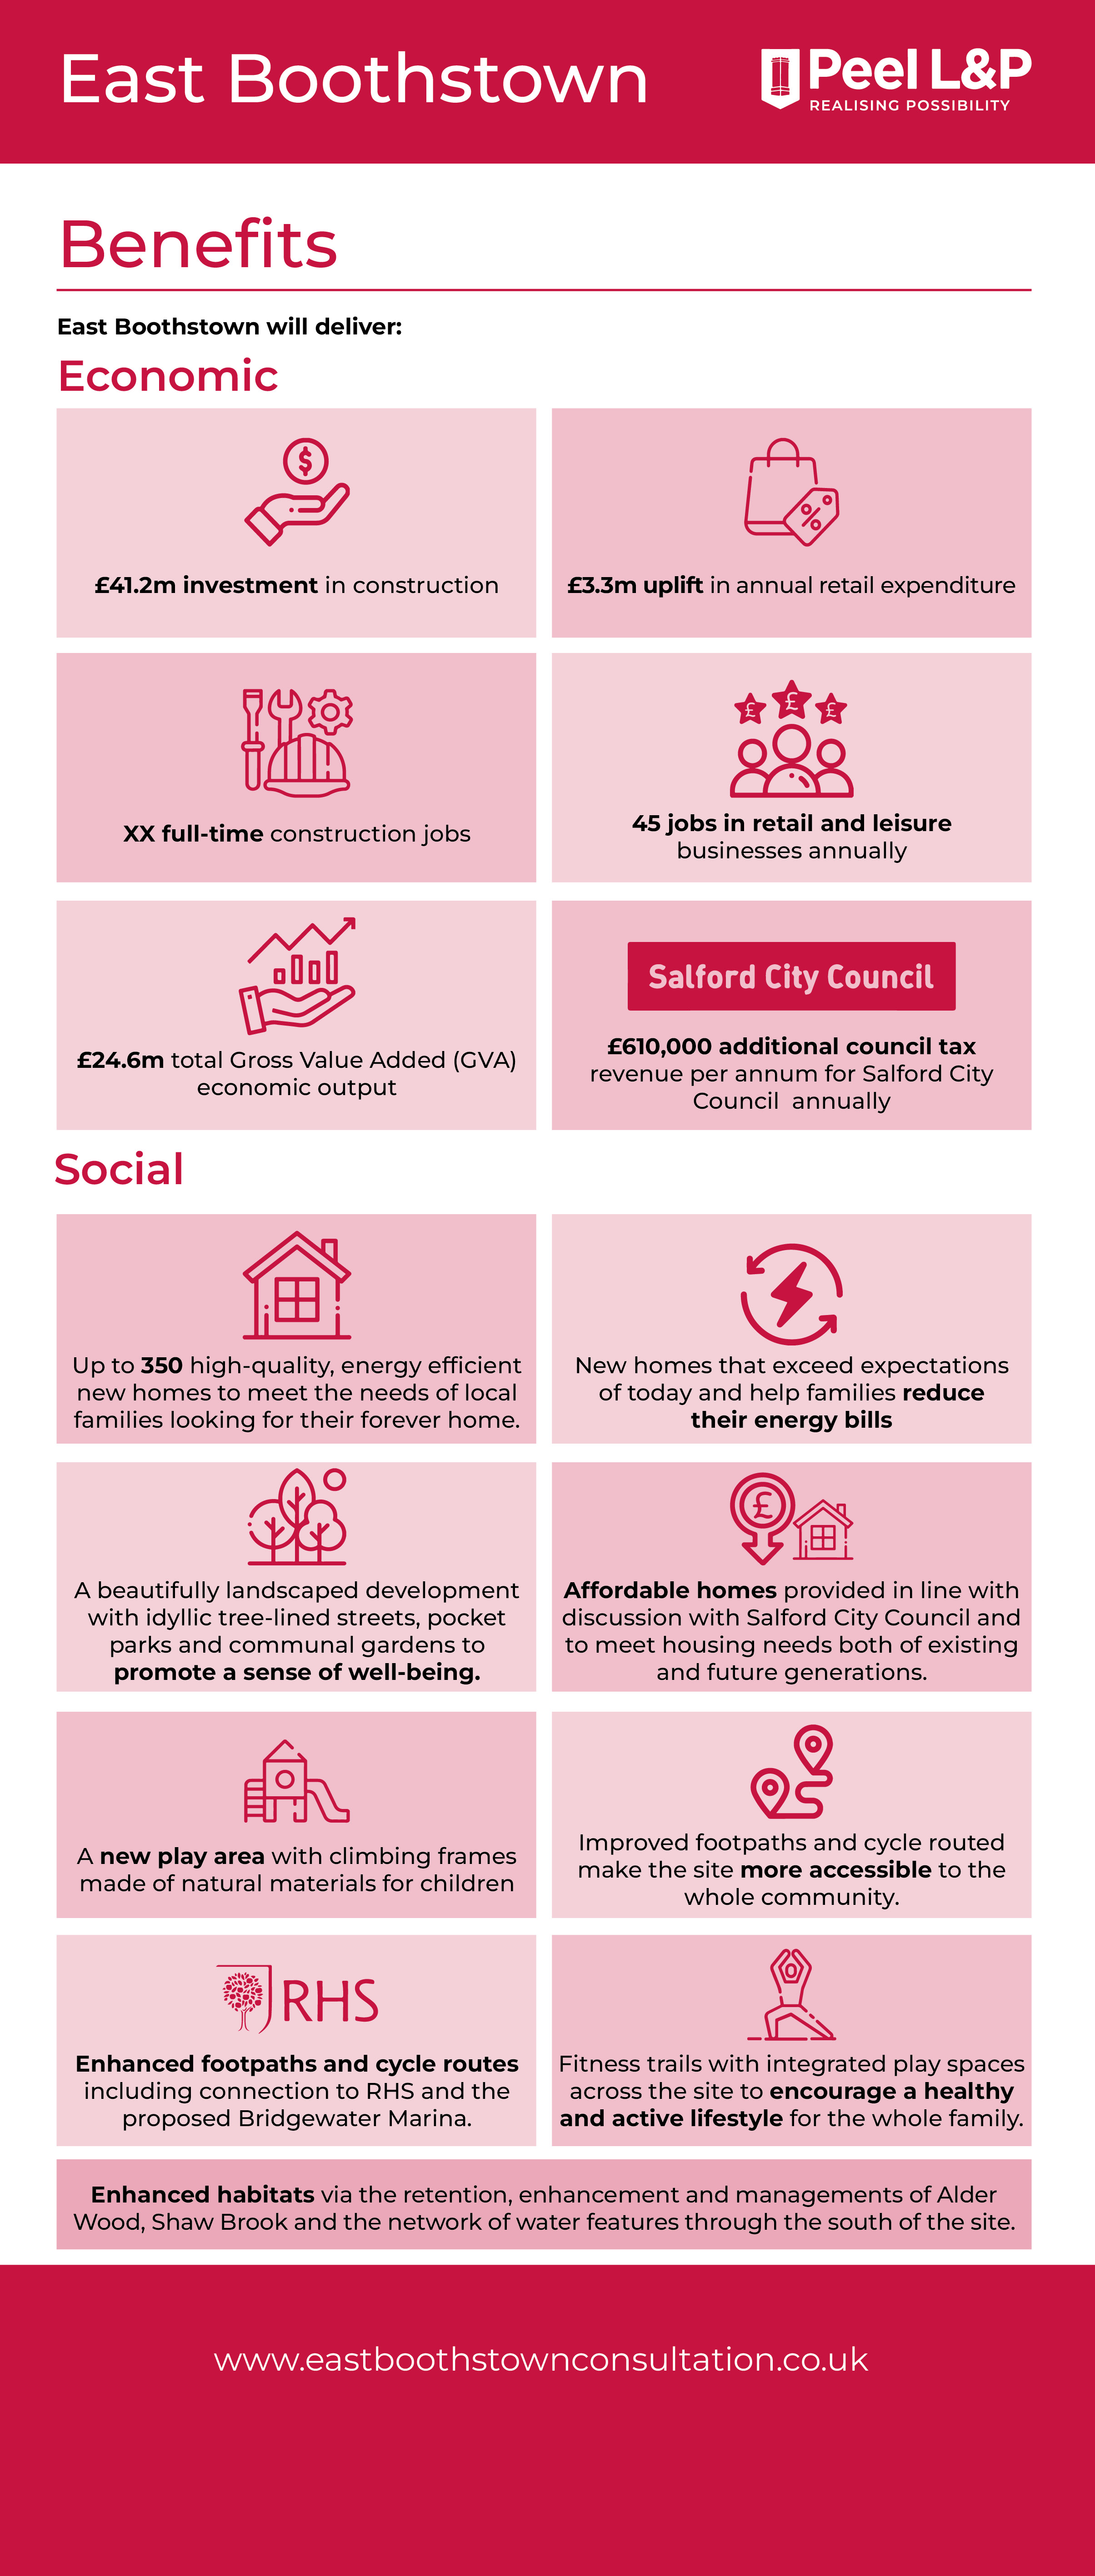 East Boothstown
Peel L&P
REALISING POSSIBILITY
Benefits
East Boothstown will deliver:
Economic
$
£41.2m investment in construction
%
£3.3m uplift in annual retail expenditure
XX full-time construction jobs
£ £ £
45 jobs in retail and leisure
businesses annually
£24.6m total Gross Value Added (GVA)
economic output
Salford City Council
£610,000 additional council tax
revenue per annum for Salford City
Council annually
Social
Up to 350 high-quality, energy efficient
new homes to meet the needs of local
families looking for their forever home.
New homes that exceed expectations
of today and help families reduce
their energy bills
A beautifully landscaped development
with idyllic tree-lined streets, pocket
parks and communal gardens to
promote a sense of well-being.
£
Affordable homes provided in line with
discussion with Salford City Council and
to meet housing needs both of existing
and future generations.
A new play area with climbing frames
made of natural materials for children
Improved footpaths and cycle routed
make the site more accessible to the
whole community.
RHS
Enhanced footpaths and cycle routes
including connection to RHS and the
proposed Bridgewater Marina.
Fitness trails with integrated play spaces
across the site to encourage a healthy
and active lifestyle for the whole family.
Enhanced habitats via the retention, enhancement and managements of Alder
Wood, Shaw Brook and the network of water features through the south of the site.
www.eastboothstownconsultation.co.uk